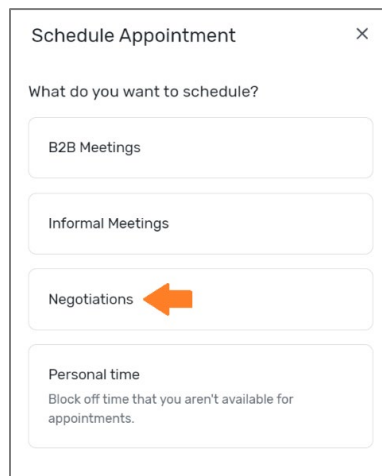 Schedule Appointment
What do you want to schedule?
B2B Meetings
Informal Meetings
Negotiations
Personal time
Block off time that you aren't available for
appointments.